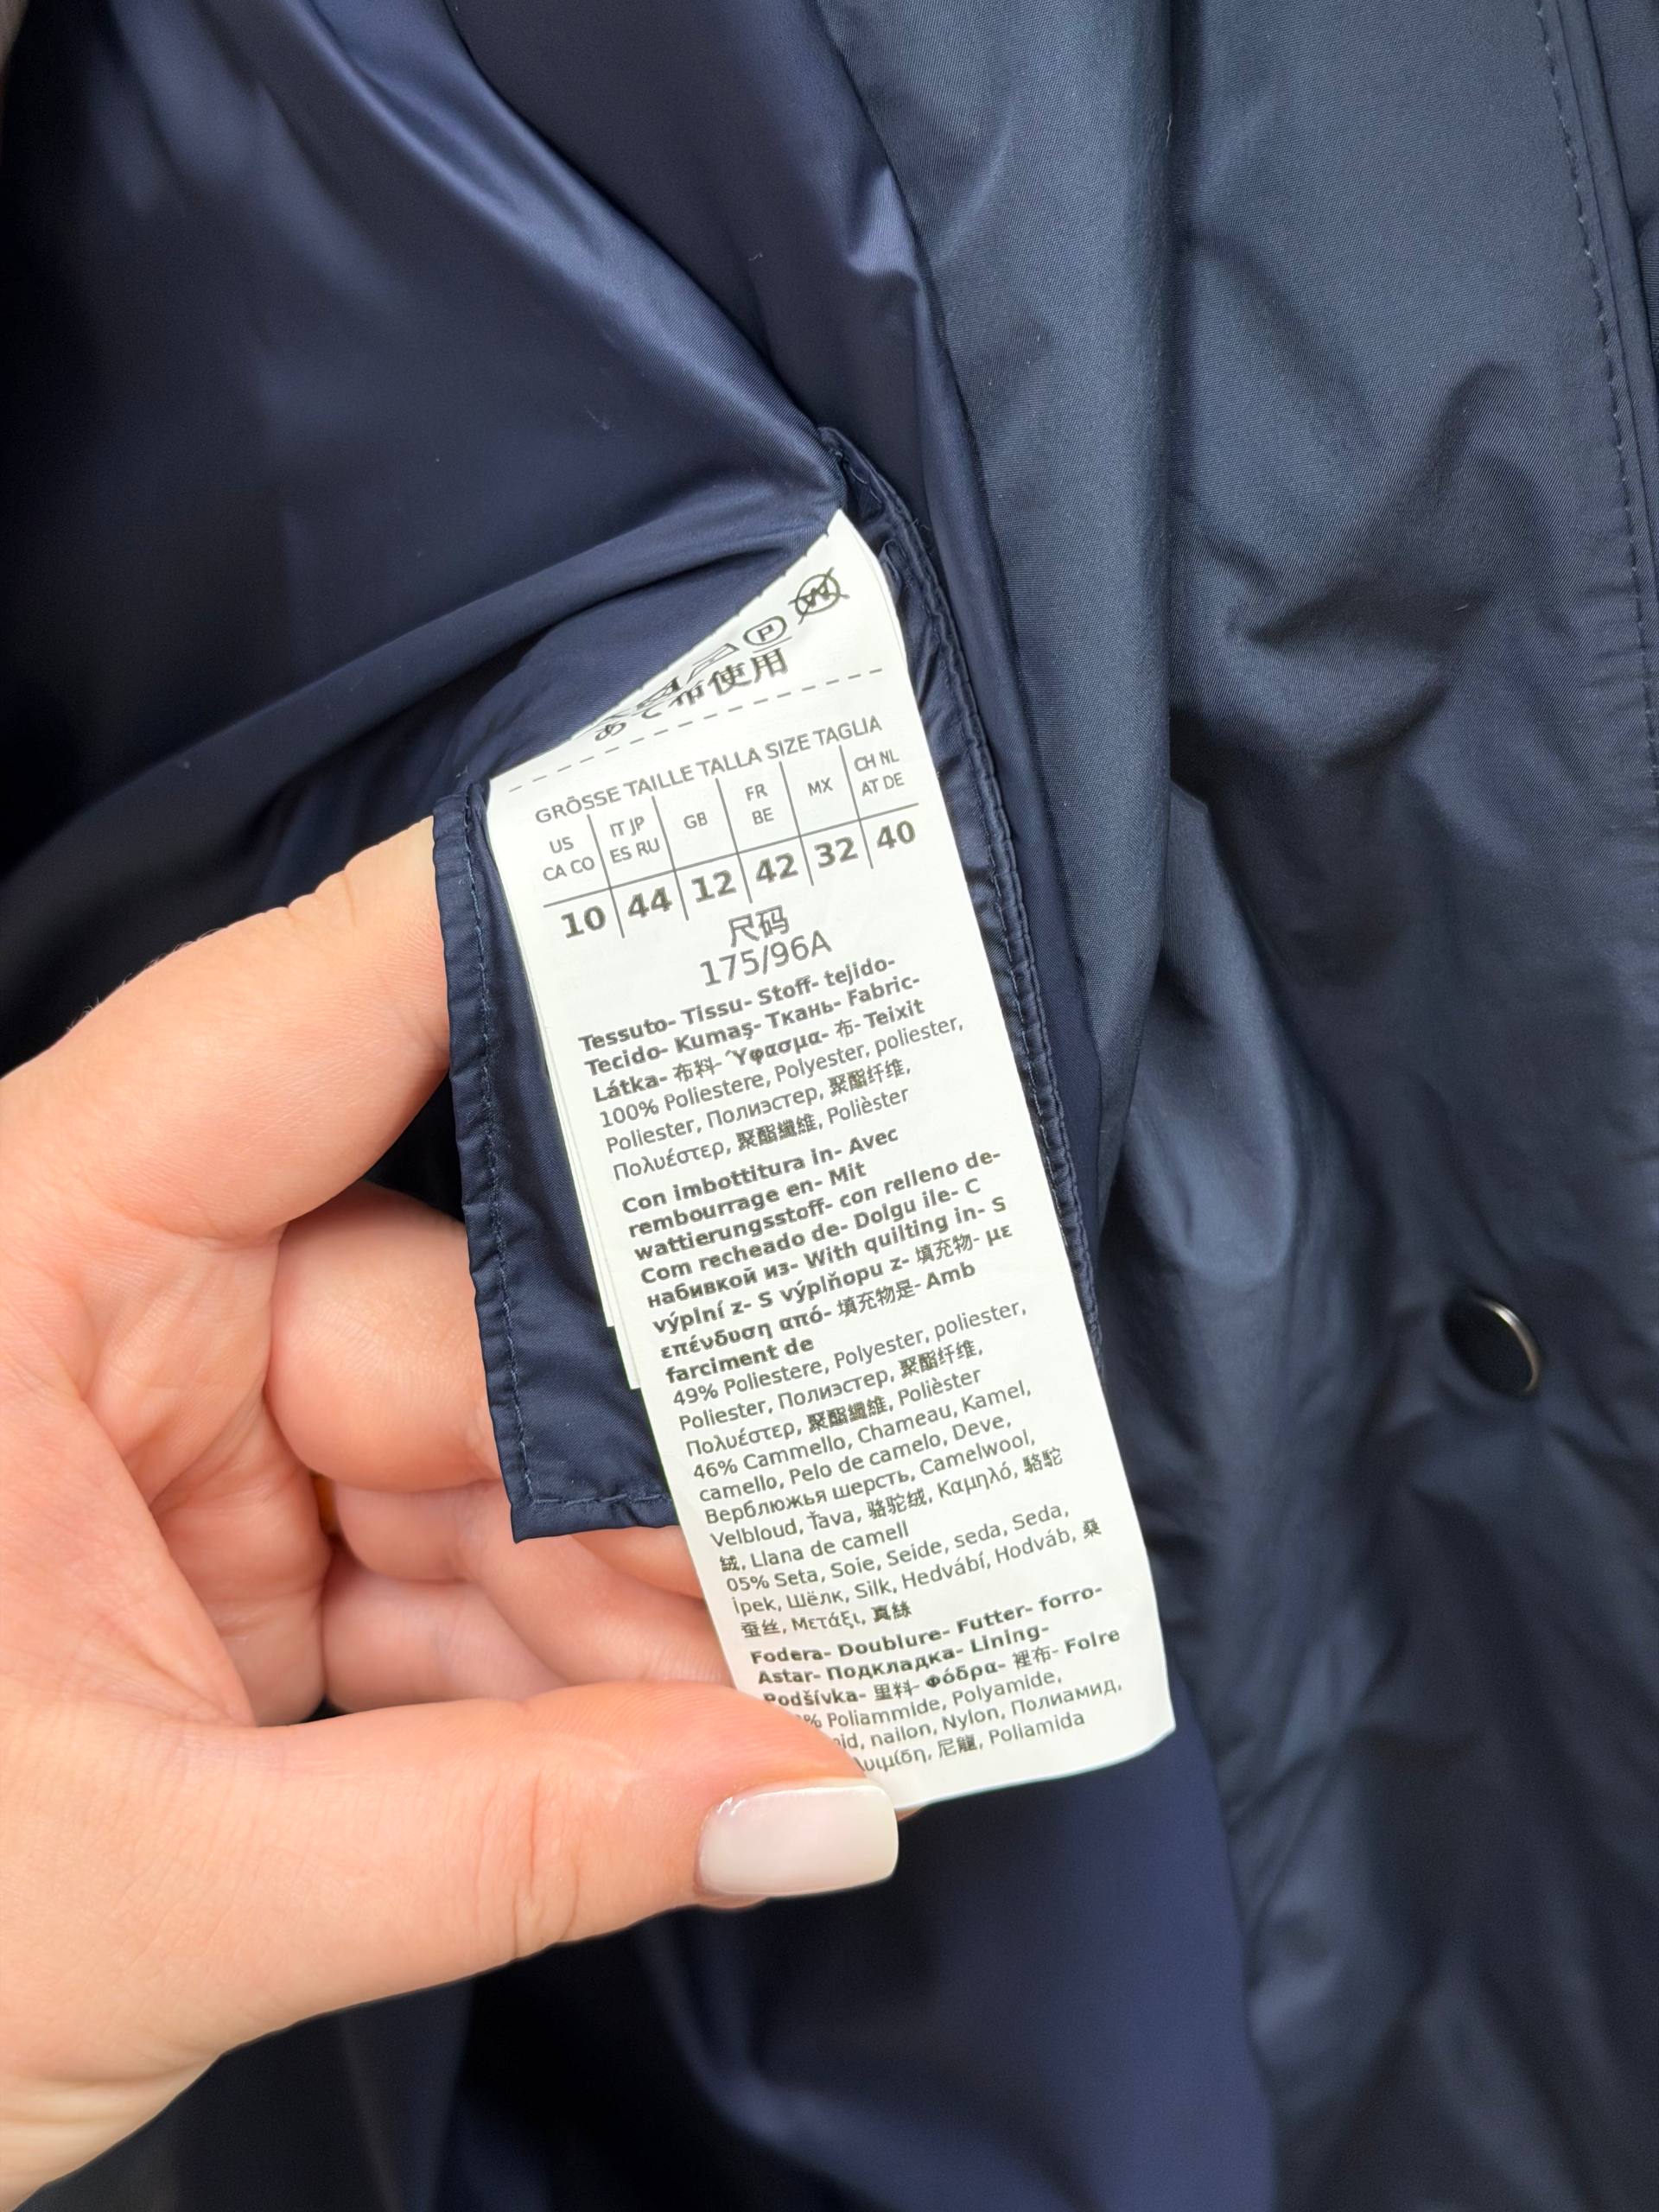 使用
GRÖSSE TAILLE TALLA SIZE TAGLIA
US CA CO IT JP ES RU GB FR BE MX CH NL AT DE
10 44 12 42 32 40
尺码
175/96A
Tessuto- Tissu- Stoff- tejido-
Tecido- Kumaş- Ткань- Fabric-
Látka- 布料- Ύφασμα- 布- Teixit
100% Poliestere, Polyester, poliester,
Poliester, Полиэстер, 聚酯纤维,
Πολυέστερ, 聚酯纖維, Polièster
Con imbottitura in- Avec
rembourrage en- Mit
wattierungsstoff- con relleno de-
Com recheado de- Dolgu ile- С
набивкой из- With quilting in- S
výplní z- S výplňopu z- 填充物- με
επένδυση από- 填充物是- Amb
farciment de
49% Poliestere, Polyester, poliester,
Poliester, Полиэстер, 聚酯纤维,
Πολυέστερ, 聚酯纖維, Polièster
46% Cammello, Chameau, Kamel,
camello, Pelo de camelo, Deve,
Верблюжья шерсть, Camelwool,
Velbloud, Ťava, 骆驼绒, Καμηλό, 駱駝
絨, Llana de camell
05% Seta, Soie, Seide, seda, Seda,
İpek, Шёлк, Silk, Hedvábí, Hodváb, 桑
蚕丝, Μετάξι, 真絲
Fodera- Doublure- Futter- forro-
Astar- Подкладка- Lining-
Podšívka- 里料- Φόδρα- 裡布- Folre
% Poliammide, Polyamide,
nailon, Nylon, Полиамид,
尼龍, Poliamida